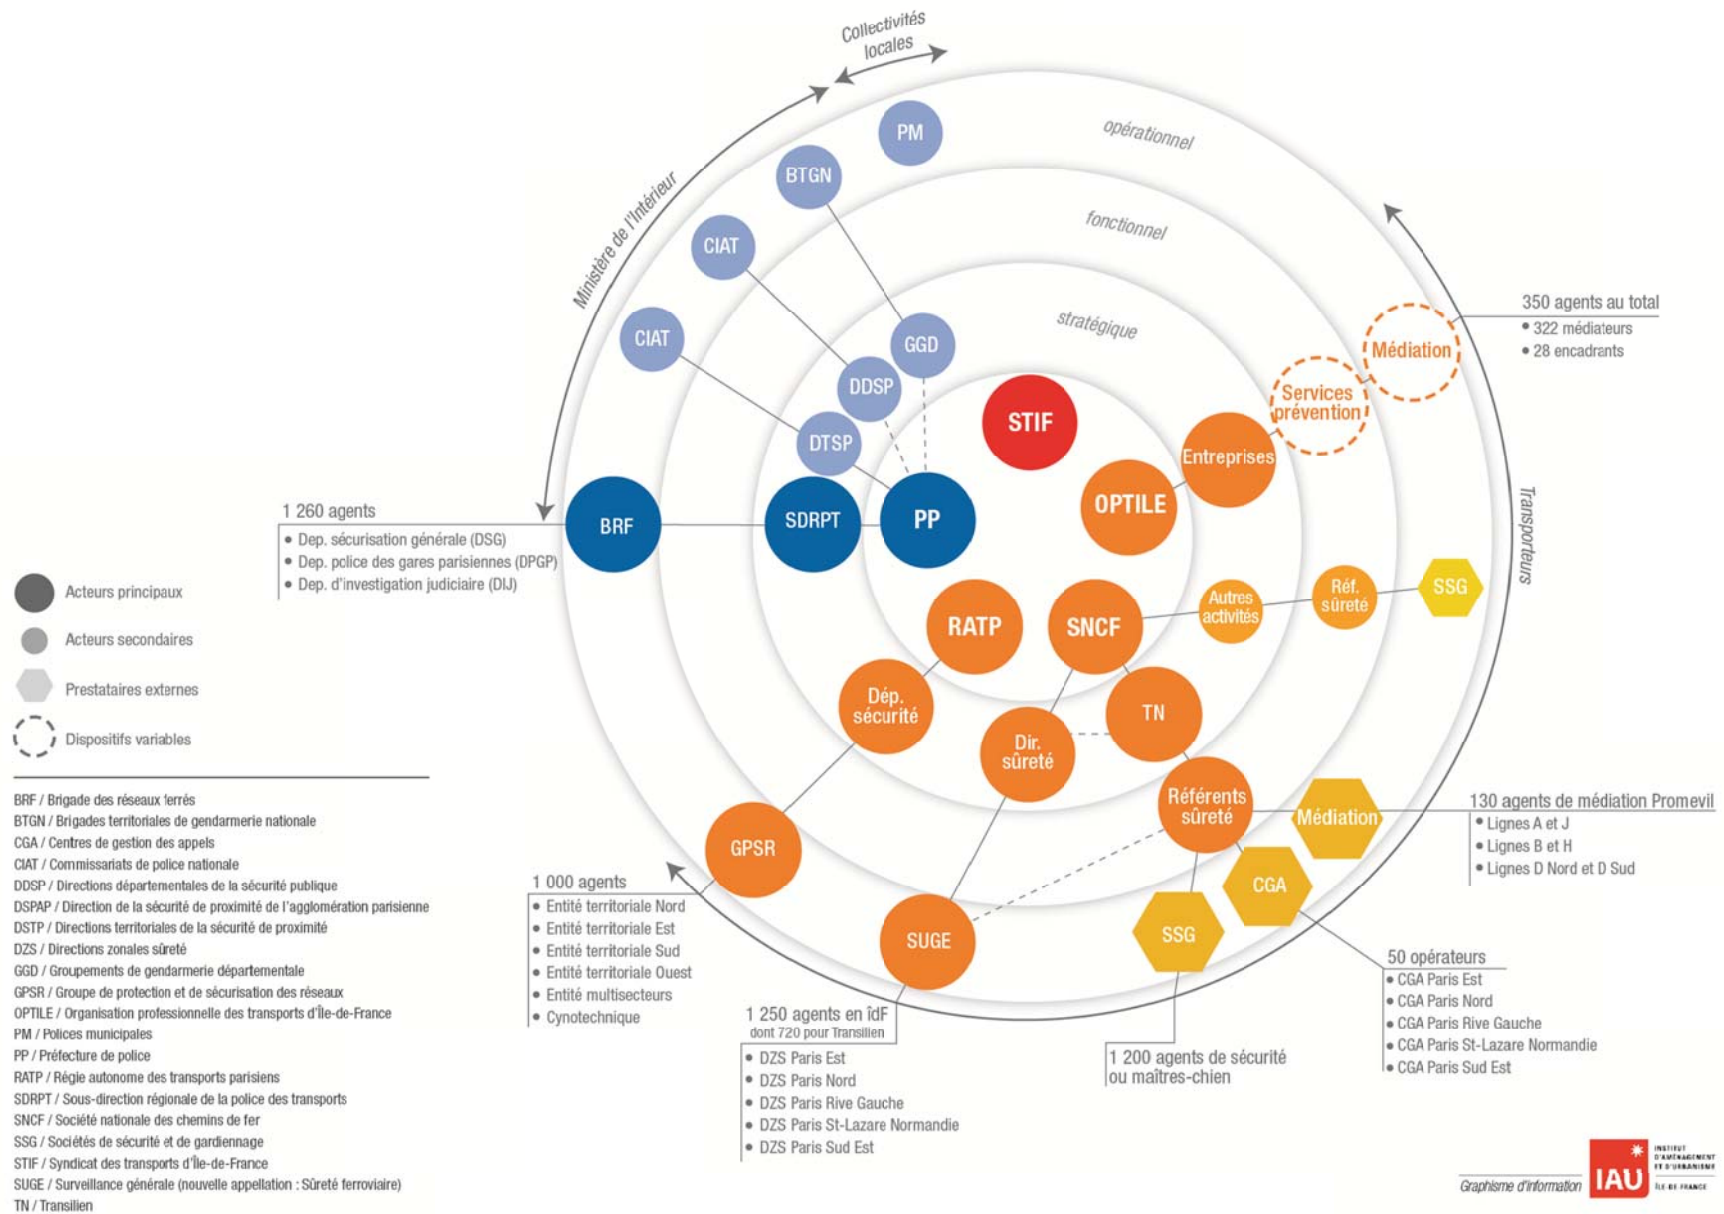 Collectivités
locales
Ministère de l'Intérieur
PM
BTGN
CIAT
CIAT
opérationnel
fonctionnel
stratégique
GGD
DDSP
DTSP
STIF
OPTILE
Entreprises
Services
prévention
Médiation
350 agents au total
• 322 médiateurs
• 28 encadrants
Transporteurs
BRF
SDRPT
PP
1 260 agents
• Dep. sécurisation générale (DSG)
• Dep. police des gares parisiennes (DPGP)
• Dep. d'investigation judiciaire (DIJ)
RATP
SNCF
Autres
activités
Réf.
sûreté
SSG
Dép.
sécurité
Dir.
sûreté
TN
Référents
sûreté
Médiation
CGA
SSG
GPSR
SUGE
130 agents de médiation Promevil
• Lignes A et J
• Lignes B et H
• Lignes D Nord et D Sud
1 000 agents
• Entité territoriale Nord
• Entité territoriale Est
• Entité territoriale Sud
• Entité territoriale Ouest
• Entité multisecteurs
• Cynotechnique
1 250 agents en îdF
dont 720 pour Transilien
• DZS Paris Est
• DZS Paris Nord
• DZS Paris Rive Gauche
• DZS Paris St-Lazare Normandie
• DZS Paris Sud Est
1 200 agents de sécurité
ou maîtres-chien
50 opérateurs
• CGA Paris Est
• CGA Paris Nord
• CGA Paris Rive Gauche
• CGA Paris St-Lazare Normandie
• CGA Paris Sud Est
Acteurs principaux
Acteurs secondaires
Prestataires externes
Dispositifs variables
BRF / Brigade des réseaux ferrés
BTGN / Brigades territoriales de gendarmerie nationale
CGA / Centres de gestion des appels
CIAT / Commissariats de police nationale
DDSP / Directions départementales de la sécurité publique
DSPAP / Direction de la sécurité de proximité de l'agglomération parisienne
DSTP / Directions territoriales de la sécurité de proximité
DZS / Directions zonales sûreté
GGD / Groupements de gendarmerie départementale
GPSR / Groupe de protection et de sécurisation des réseaux
OPTILE / Organisation professionnelle des transports d'Île-de-France
PM / Polices municipales
PP / Préfecture de police
RATP / Régie autonome des transports parisiens
SDRPT / Sous-direction régionale de la police des transports
SNCF / Société nationale des chemins de fer
SSG / Sociétés de sécurité et de gardiennage
STIF / Syndicat des transports d'Île-de-France
SUGE / Surveillance générale (nouvelle appellation : Sûreté ferroviaire)
TN / Transilien
Graphisme d'information
IAU
INSTITUT
D'AMÉNAGEMENT
ET D'URBANISME
ÎLE-DE-FRANCE